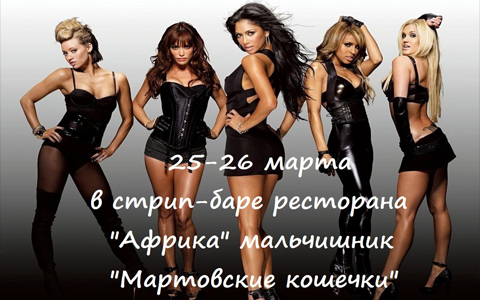 25-26 марта
в стрип-баре ресторана
"Африка" мальчишник
"Мартовские кошечки"